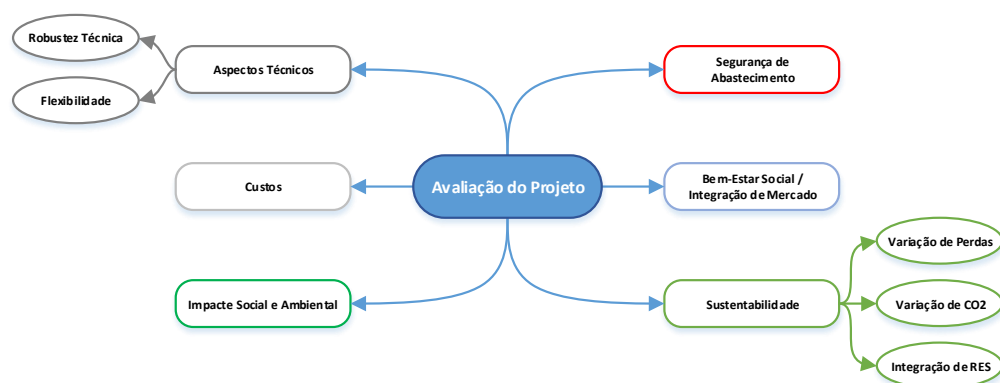 Robustez Técnica
Flexibilidade
Aspectos Técnicos
Custos
Impacte Social e Ambiental
Avaliação do Projeto
Segurança de
Abastecimento
Bem-Estar Social /
Integração de Mercado
Sustentabilidade
Variação de Perdas
Variação de CO2
Integração de RES